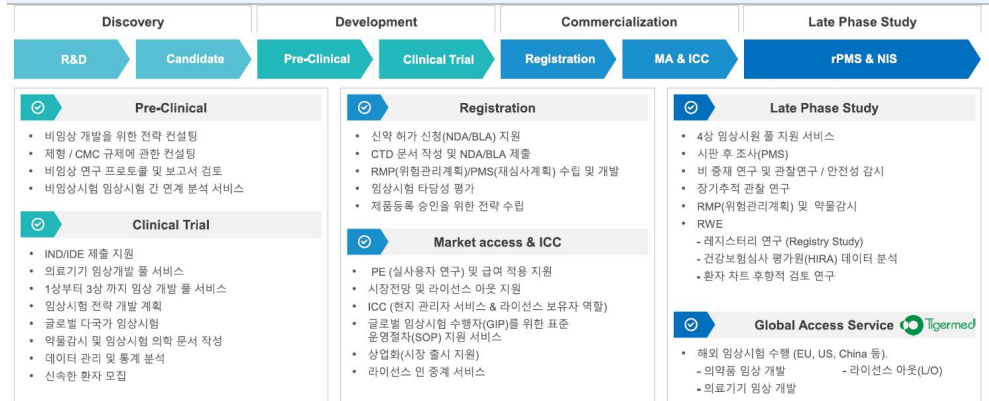 Discovery
Development
Commercialization
Late Phase Study
R&D
Candidate
Pre-Clinical
Clinical Trial
Registration
MA & ICC
rPMS & NIS
Pre-Clinical
• 비임상 개발을 위한 전략 컨설팅
• 제형 / CMC 규제에 관한 컨설팅
• 비임상 연구 프로토콜 및 보고서 검토
• 비임상시험 임상시험 간 연계 분석 서비스
Clinical Trial
• IND/IDE 제출 지원
• 의료기기 임상개발 풀 서비스
• 1상부터 3상 까지 임상 개발 풀 서비스
• 임상시험 전략 개발 계획
• 글로벌 다국가 임상시험
• 약물감시 및 임상시험 의학 문서 작성
• 데이터 관리 및 통계 분석
• 신속한 환자 모집
Registration
• 신약 허가 신청(NDA/BLA) 지원
• CTD 문서 작성 및 NDA/BLA 제출
• RMP(위험관리계획)/PMS(재심사계획) 수립 및 개발
• 임상시험 타당성 평가
• 제품등록 승인을 위한 전략 수립
Market access & ICC
• PE (실사용자 연구) 및 급여 적용 지원
• 시장전망 및 라이선스 아웃 지원
• ICC (현지 관리자 서비스 & 라이선스 보유자 역할)
• 글로벌 임상시험 수행자(GIP)를 위한 표준
운영절차(SOP) 지원 서비스
• 상업화(시장 출시 지원)
• 라이선스 인 중계 서비스
Late Phase Study
• 4상 임상시원 풀 지원 서비스
• 시판 후 조사(PMS)
• 비 중재 연구 및 관찰연구 / 안전성 감시
• 장기추적 관찰 연구
• RMP(위험관리계획) 및 약물감시
• RWE
- 레지스터리 연구 (Registry Study)
- 건강보험심사 평가원(HIRA) 데이터 분석
- 환자 차트 후향적 검토 연구
Global Access Service Tigermed
• 해외 임상시험 수행 (EU, US, China 등).
- 의약품 임상 개발 - 라이선스 아웃(L/O)
- 의료기기 임상 개발